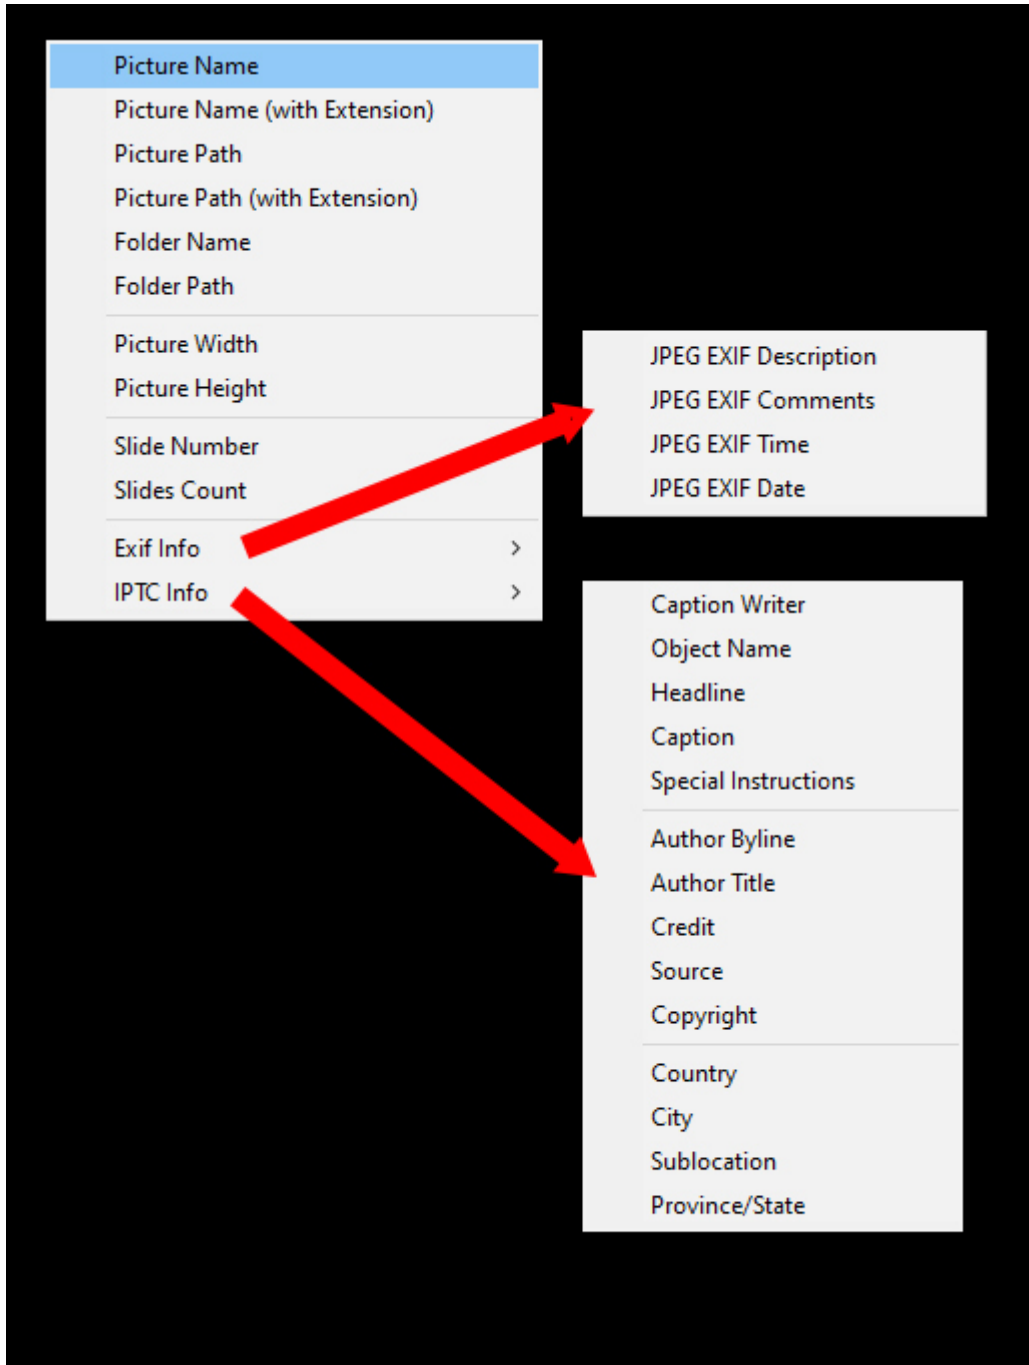 Picture Name
Picture Name (with Extension)
Picture Path
Picture Path (with Extension)
Folder Name
Folder Path
Picture Width
Picture Height
Slide Number
Slides Count
Exif Info
IPTC Info
JPEG EXIF Description
JPEG EXIF Comments
JPEG EXIF Time
JPEG EXIF Date
Caption Writer
Object Name
Headline
Caption
Special Instructions
Author Byline
Author Title
Credit
Source
Copyright
Country
City
Sublocation
Province/State